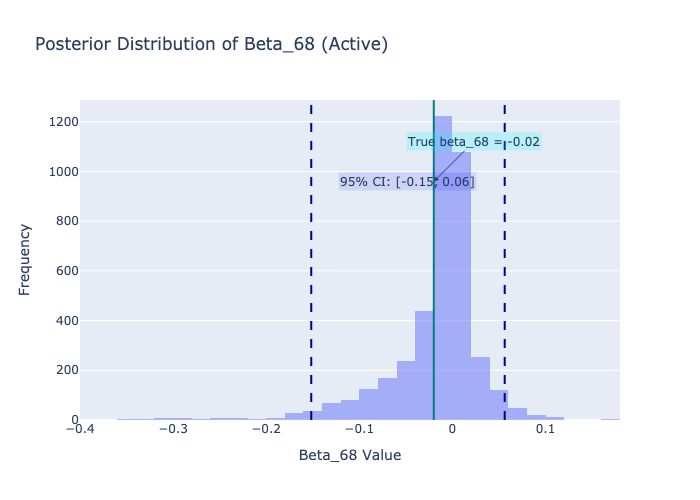 Posterior Distribution of Beta_68 (Active)
1200
True beta_68 = -0.02
1000
95% CI: [-0.15, 0.06]
800
Frequency
600
400
200
0
−0.4
−0.3
−0.2
−0.1
0
0.1
Beta_68 Value